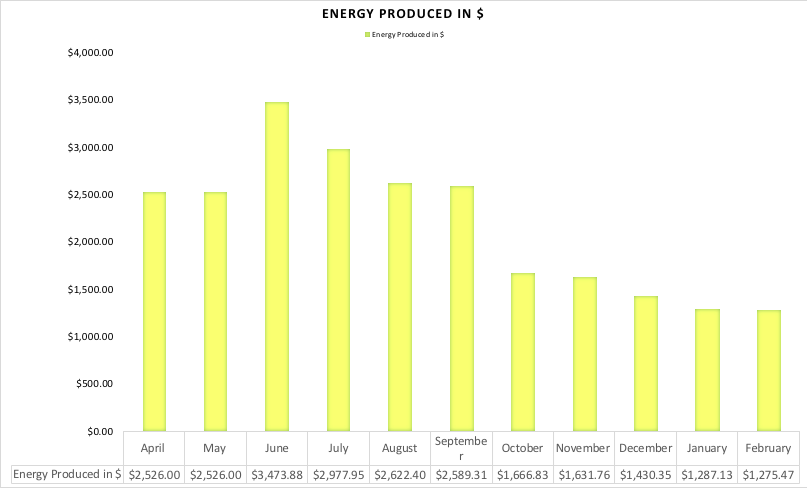 ENERGY PRODUCED IN $
Energy Produced in $
$4,000.00
$3,500.00
$3,000.00
$2,500.00
$2,000.00
$1,500.00
$1,000.00
$500.00
$0.00
April May June July August Septembe
r October November December January February
Energy Produced in $ $2,526.00 $2,526.00 $3,473.88 $2,977.95 $2,622.40 $2,589.31 $1,666.83 $1,631.76 $1,430.35 $1,287.13 $1,275.47